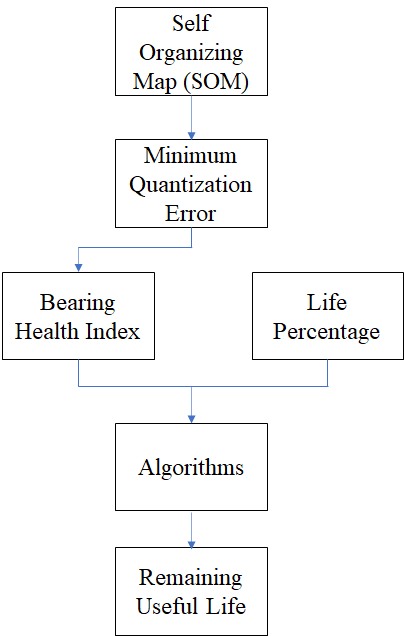 Self
Organizing
Map (SOM)
Minimum
Quantization
Error
Bearing
Health Index
Life
Percentage
Algorithms
Remaining
Useful Life